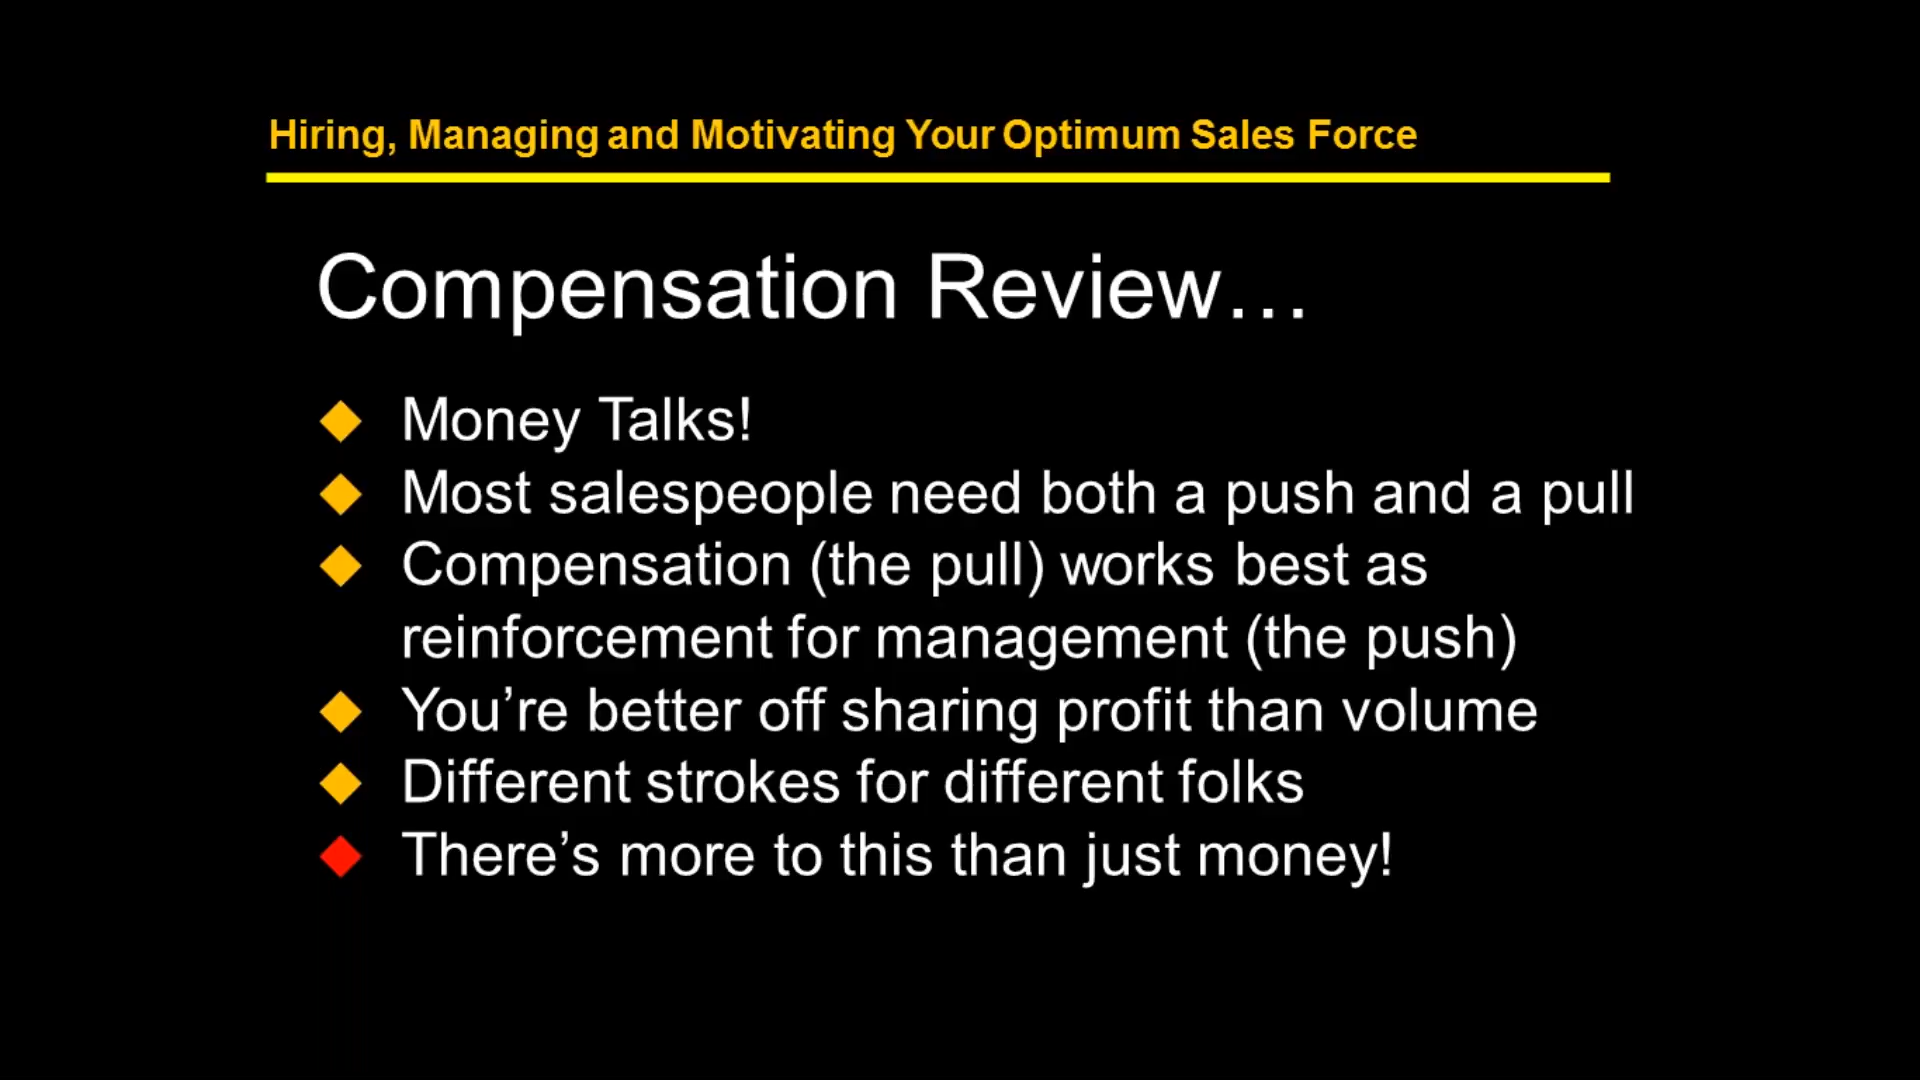 Hiring, Managing and Motivating Your Optimum Sales Force
Compensation Review…
Money Talks!
Most salespeople need both a push and a pull
Compensation (the pull) works best as
reinforcement for management (the push)
You’re better off sharing profit than volume
Different strokes for different folks
There’s more to this than just money!